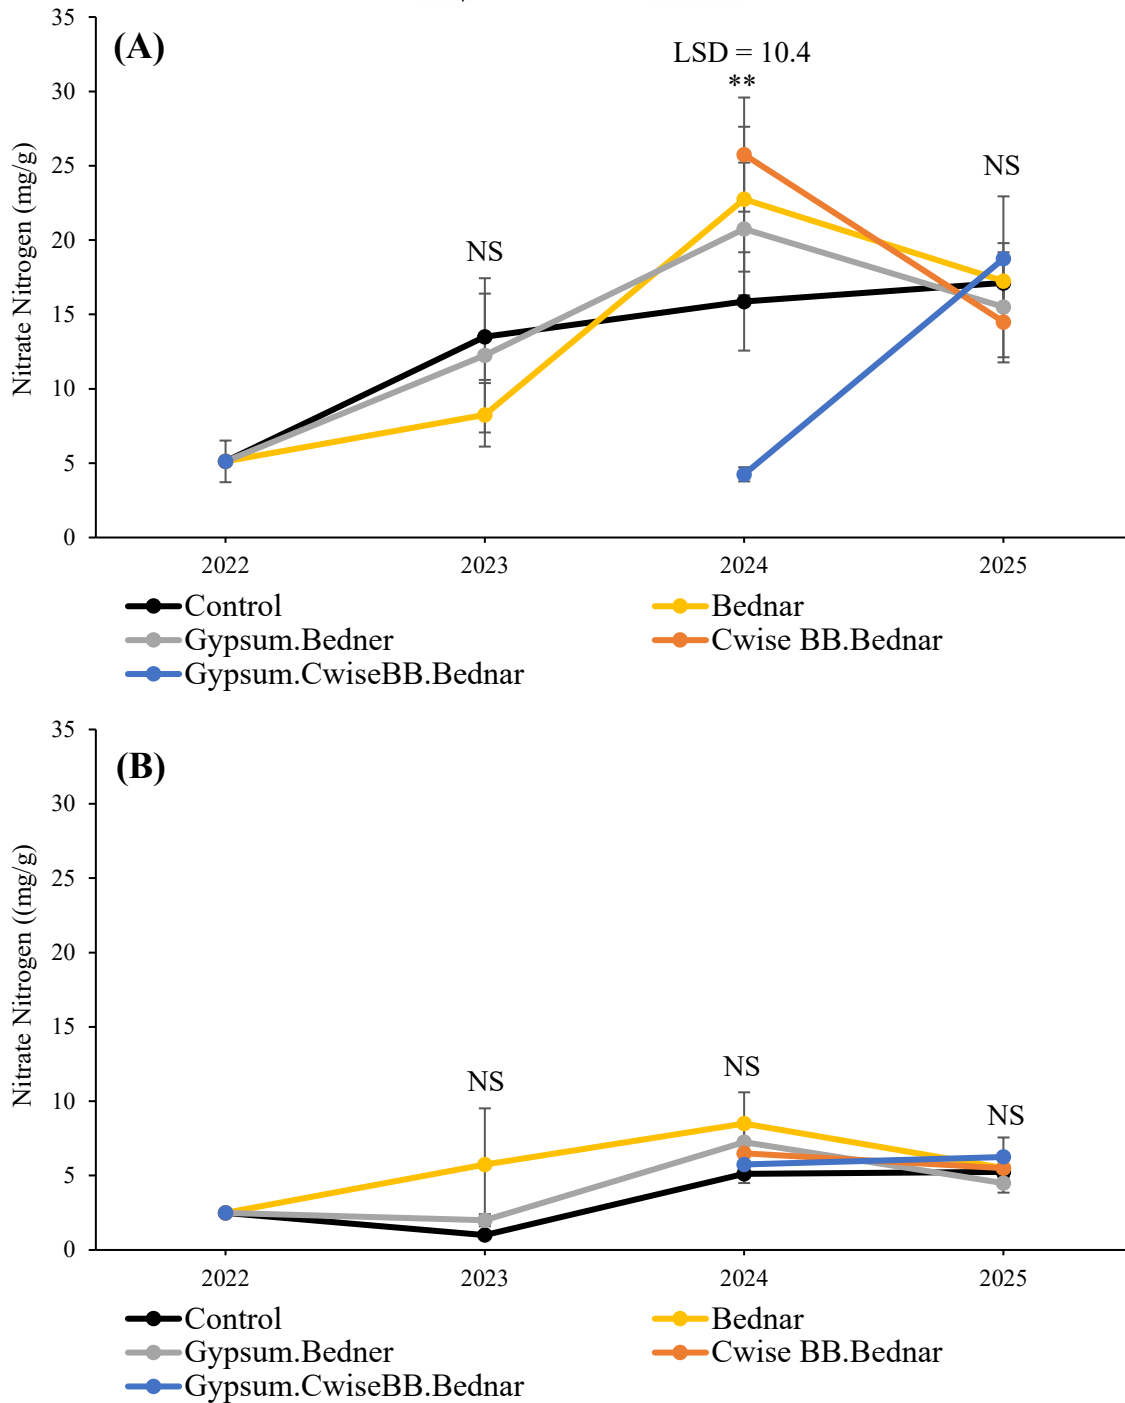 35
(A)
LSD = 10.4
**
30
25
NS
20
NS
15
10
5
0
Nitrate Nitrogen (mg/g)
2022 2023 2024 2025
Control Bednar
Gypsum.Bedner Cwise BB.Bednar
Gypsum.CwiseBB.Bednar
35
(B)
30
25
20
15
NS
NS
10
NS
5
0
Nitrate Nitrogen ((mg/g)
2022 2023 2024 2025
Control Bednar
Gypsum.Bedner Cwise BB.Bednar
Gypsum.CwiseBB.Bednar